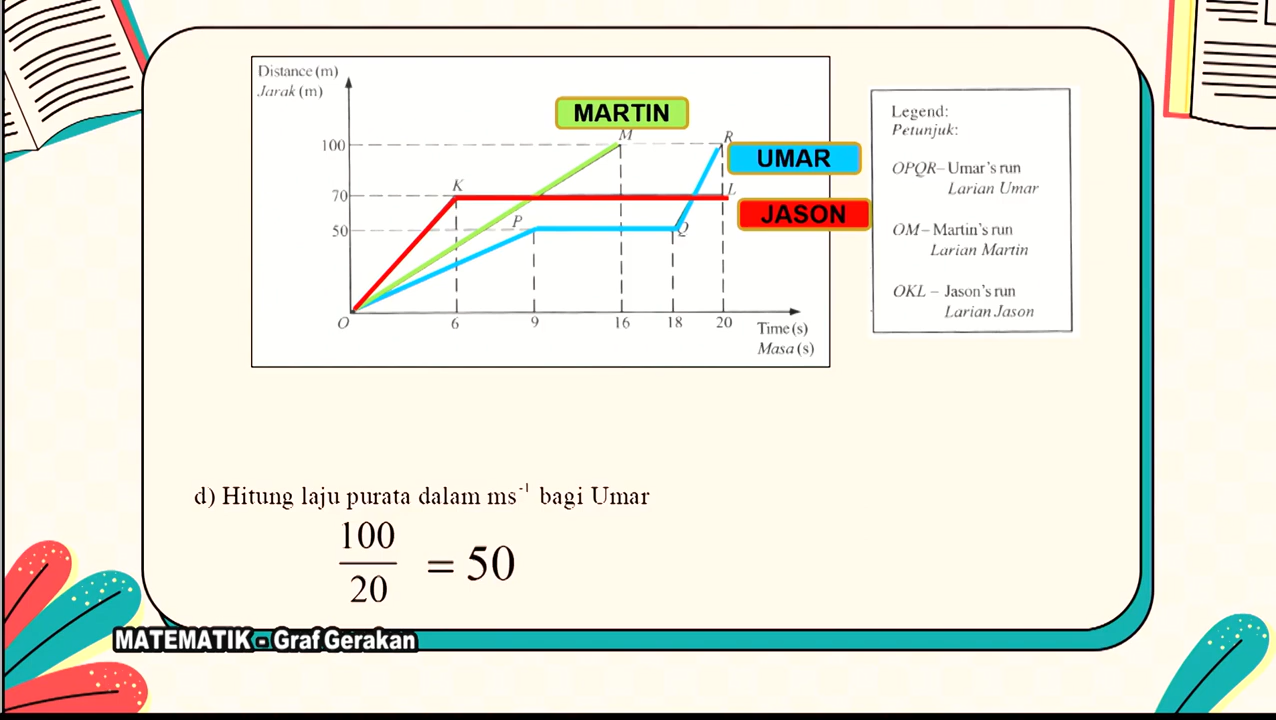 Distance (m)
Jarak (m)
MARTIN
M
R
100
UMAR
K
L
70
JASON
P
50
Q
O
6
9
16
18
20
Time (s)
Masa (s)
Legend:
Petunjuk:
OPQR– Umar's run
Larian Umar
OM– Martin's run
Larian Martin
OKL – Jason's run
Larian Jason
d) Hitung laju purata dalam ms⁻¹ bagi Umar
100
= 50
20
MATEMATIK - Graf Gerakan